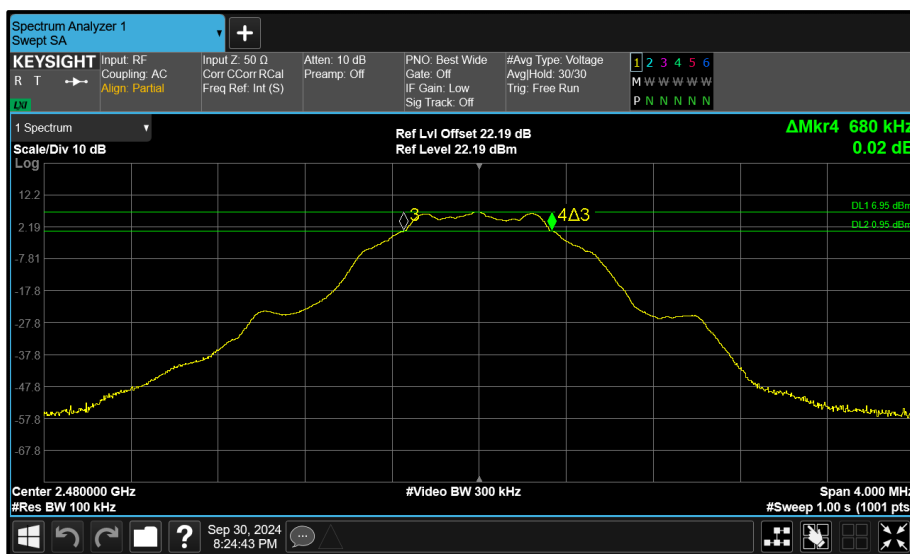 Spectrum Analyzer 1
Swept SA
+
KEYSIGHT
R T
LXI
Input: RF
Coupling: AC
Align: Partial
Input Z: 50 Ω
Corr CCorr RCal
Freq Ref: Int (S)
Atten: 10 dB
Preamp: Off
PNO: Best Wide
Gate: Off
IF Gain: Low
Sig Track: Off
#Avg Type: Voltage
Avg|Hold: 30/30
Trig: Free Run
1 2 3 4 5 6
M W W W W W
P N N N N N
1 Spectrum
Scale/Div 10 dB
Ref Lvl Offset 22.19 dB
Ref Level 22.19 dBm
ΔMkr4 680 kHz
0.02 dB
Log
12.2
2.19
-7.81
-17.8
-27.8
-37.8
-47.8
-57.8
-67.8
3
4Δ3
DL1 6.95 dBm
DL2 0.95 dBm
Center 2.480000 GHz
#Res BW 100 kHz
#Video BW 300 kHz
Span 4.000 MHz
#Sweep 1.00 s (1001 pts
?
Sep 30, 2024
8:24:43 PM